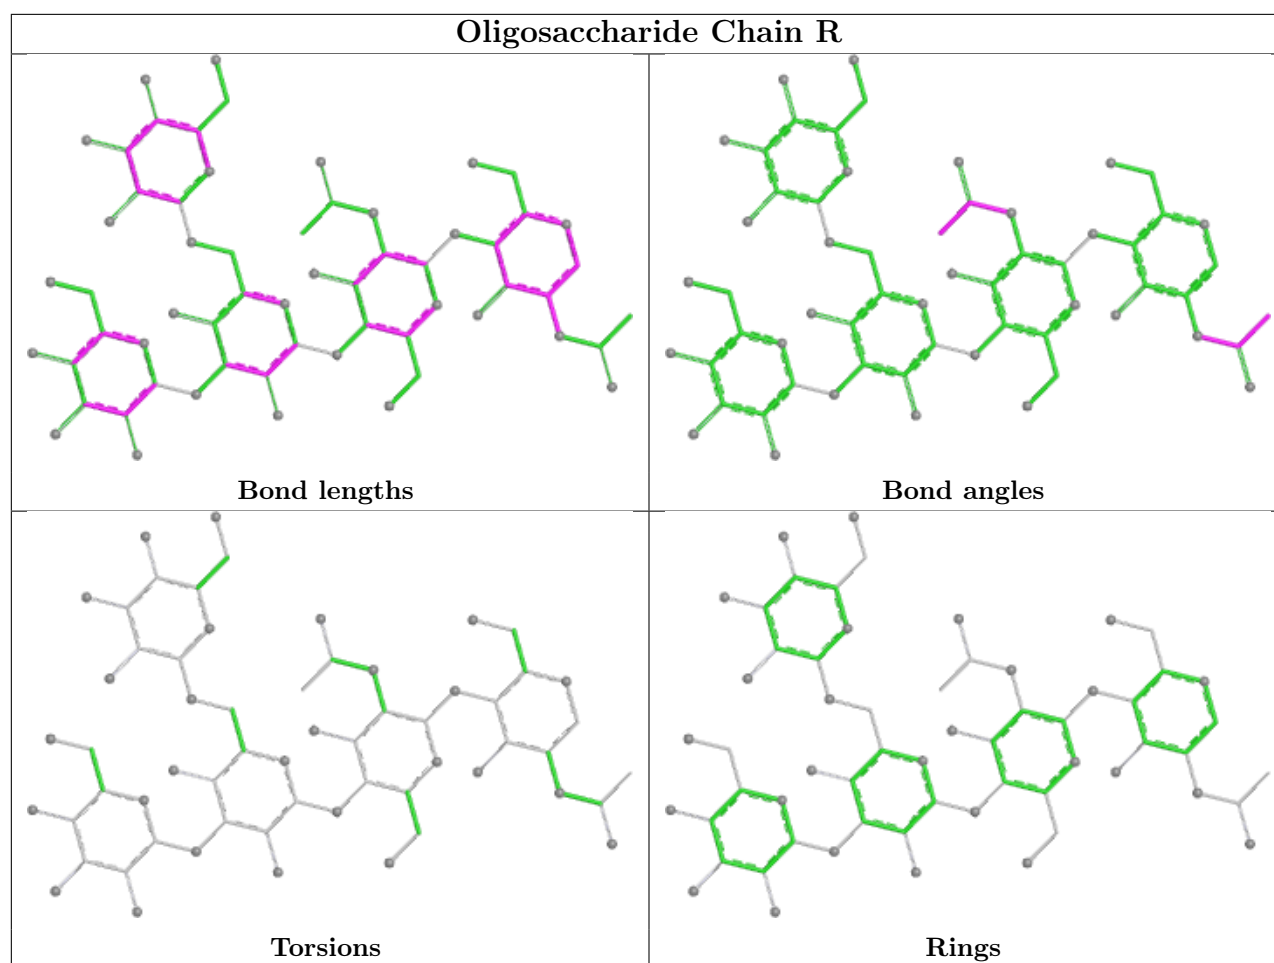 Oligosaccharide Chain R
Bond lengths
Bond angles
Torsions
Rings